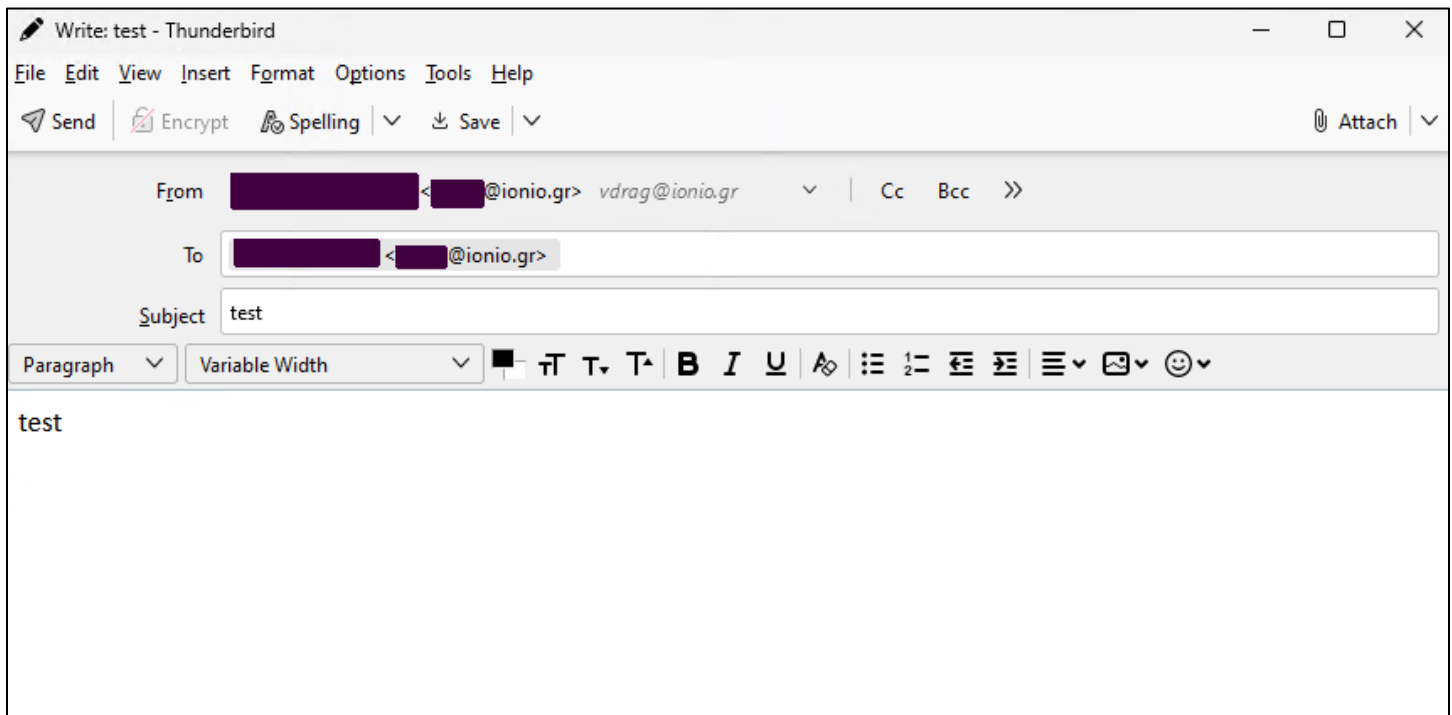 Write: test - Thunderbird
File Edit View Insert Format Options Tools Help
Send Encrypt Spelling Save Attach
From < @ionio.gr> vdrag@ionio.gr Cc Bcc
To < @ionio.gr>
Subject test
Paragraph Variable Width
test